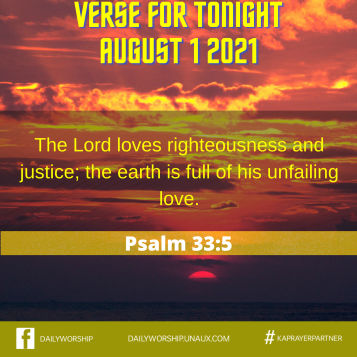 VERSE FOR TONIGHT
AUGUST 1 2021
The Lord loves righteousness and
justice; the earth is full of his unfailing
love.
Psalm 33:5
f DAILYWORSHIP DAILYWORSHIP.UNAUX.COM # KAPRAYERPARTNER